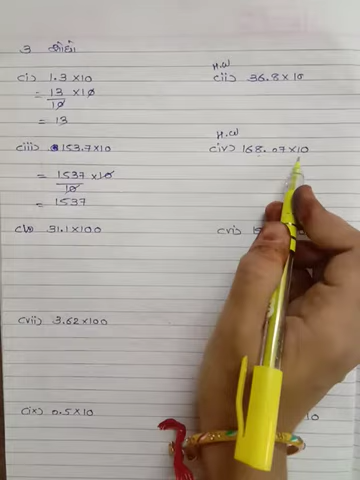 3 શોધો
(i) 1.3 × 10
= 13/10 × 10
= 13
H.W
(ii) 36.8 × 10
(iii) 153.7 × 10
= 1537/10 × 10
= 1537
H.W
(iv) 168.07 × 10
(v) 31.1 × 100
(vi)
(vii) 3.62 × 100
(ix) 0.5 × 10
10